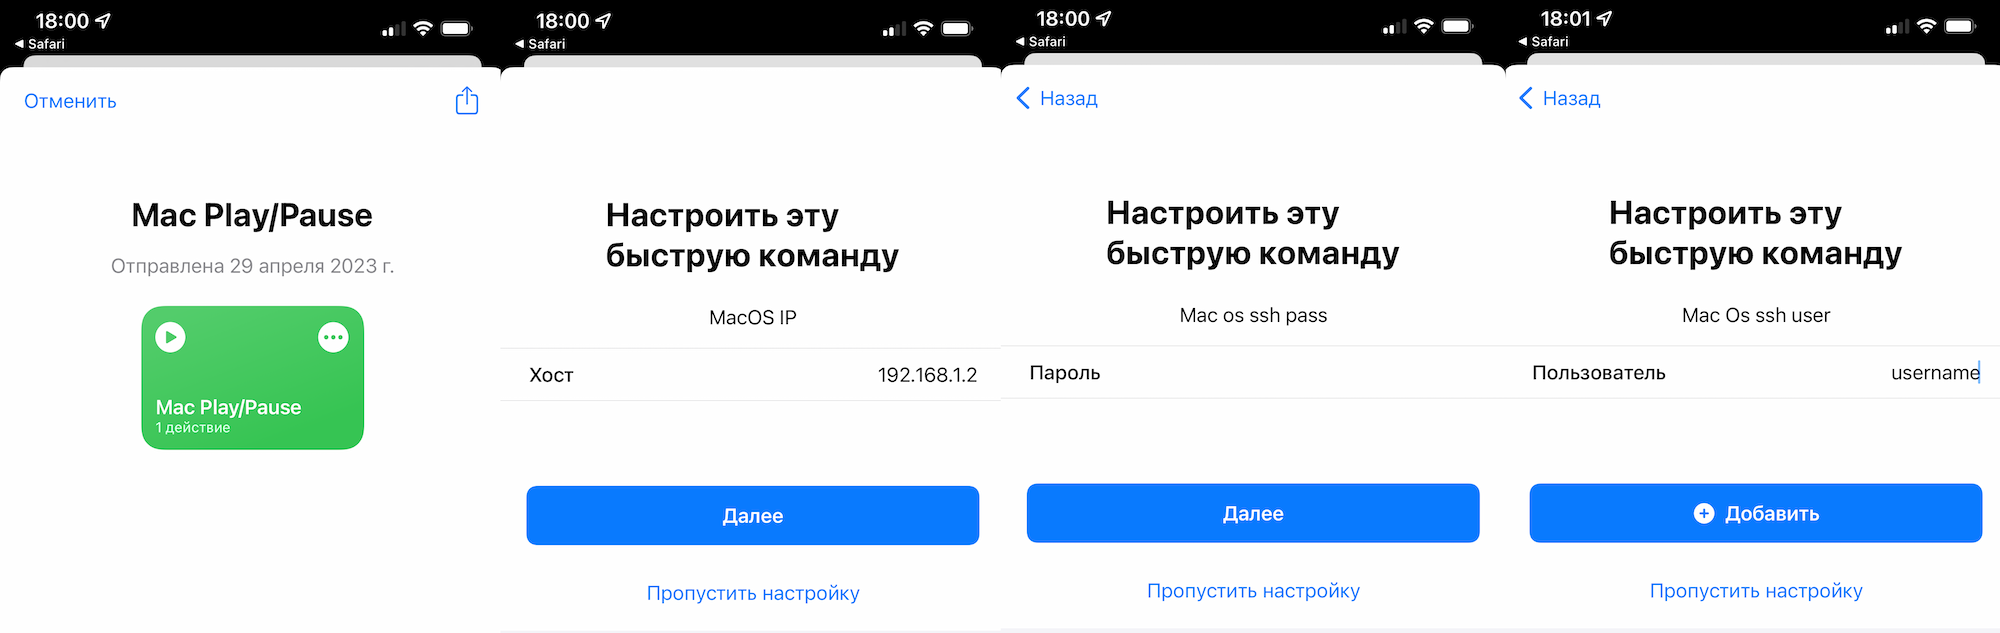 18:00
◀ Safari
Отменить
Mac Play/Pause
Отправлена 29 апреля 2023 г.
Mac Play/Pause
1 действие
18:00
◀ Safari
Настроить эту
быструю команду
MacOS IP
Хост 192.168.1.2
Далее
Пропустить настройку
18:00
◀ Safari
Назад
Настроить эту
быструю команду
Mac os ssh pass
Пароль
Далее
Пропустить настройку
18:01
◀ Safari
Назад
Настроить эту
быструю команду
Mac Os ssh user
Пользователь username
Добавить
Пропустить настройку